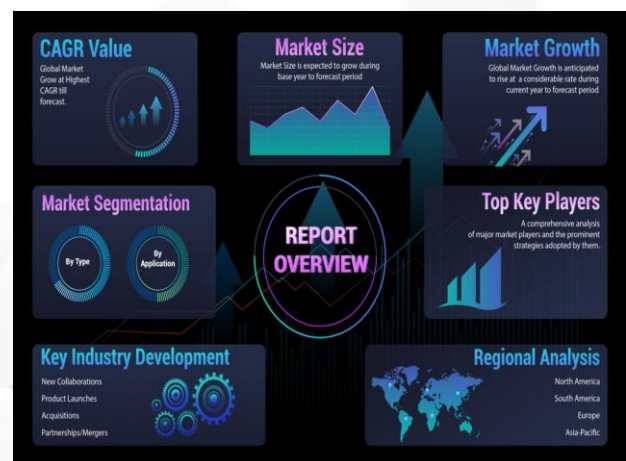 CAGR Value
Global Market
Grow at Highest
CAGR till
forecast.
Market Size
Market Size is expected to grow during
base year to forecast period
Market Growth
Global Market Growth is anticipated
to rise at a considerable rate during
current year to forecast period
Market Segmentation
By Type
By
Application
REPORT
OVERVIEW
Top Key Players
A comprehensive analysis
of major market players and the prominent
strategies adopted by them.
Key Industry Development
New Collaborations
Product Launches
Acquisitions
Partnerships/Mergers
Regional Analysis
North America
South America
Europe
Asia-Pacific